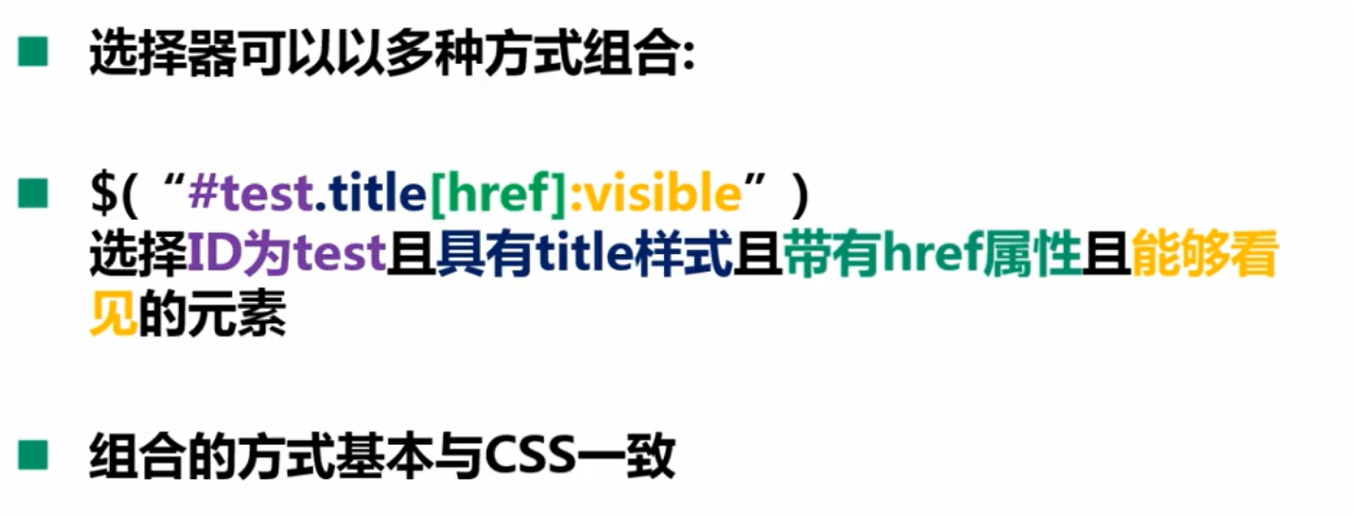 选择器可以以多种方式组合:
$(“#test.title[href]:visible”)
选择ID为test且具有title样式且带有href属性且能够看
见的元素
组合的方式基本与CSS一致